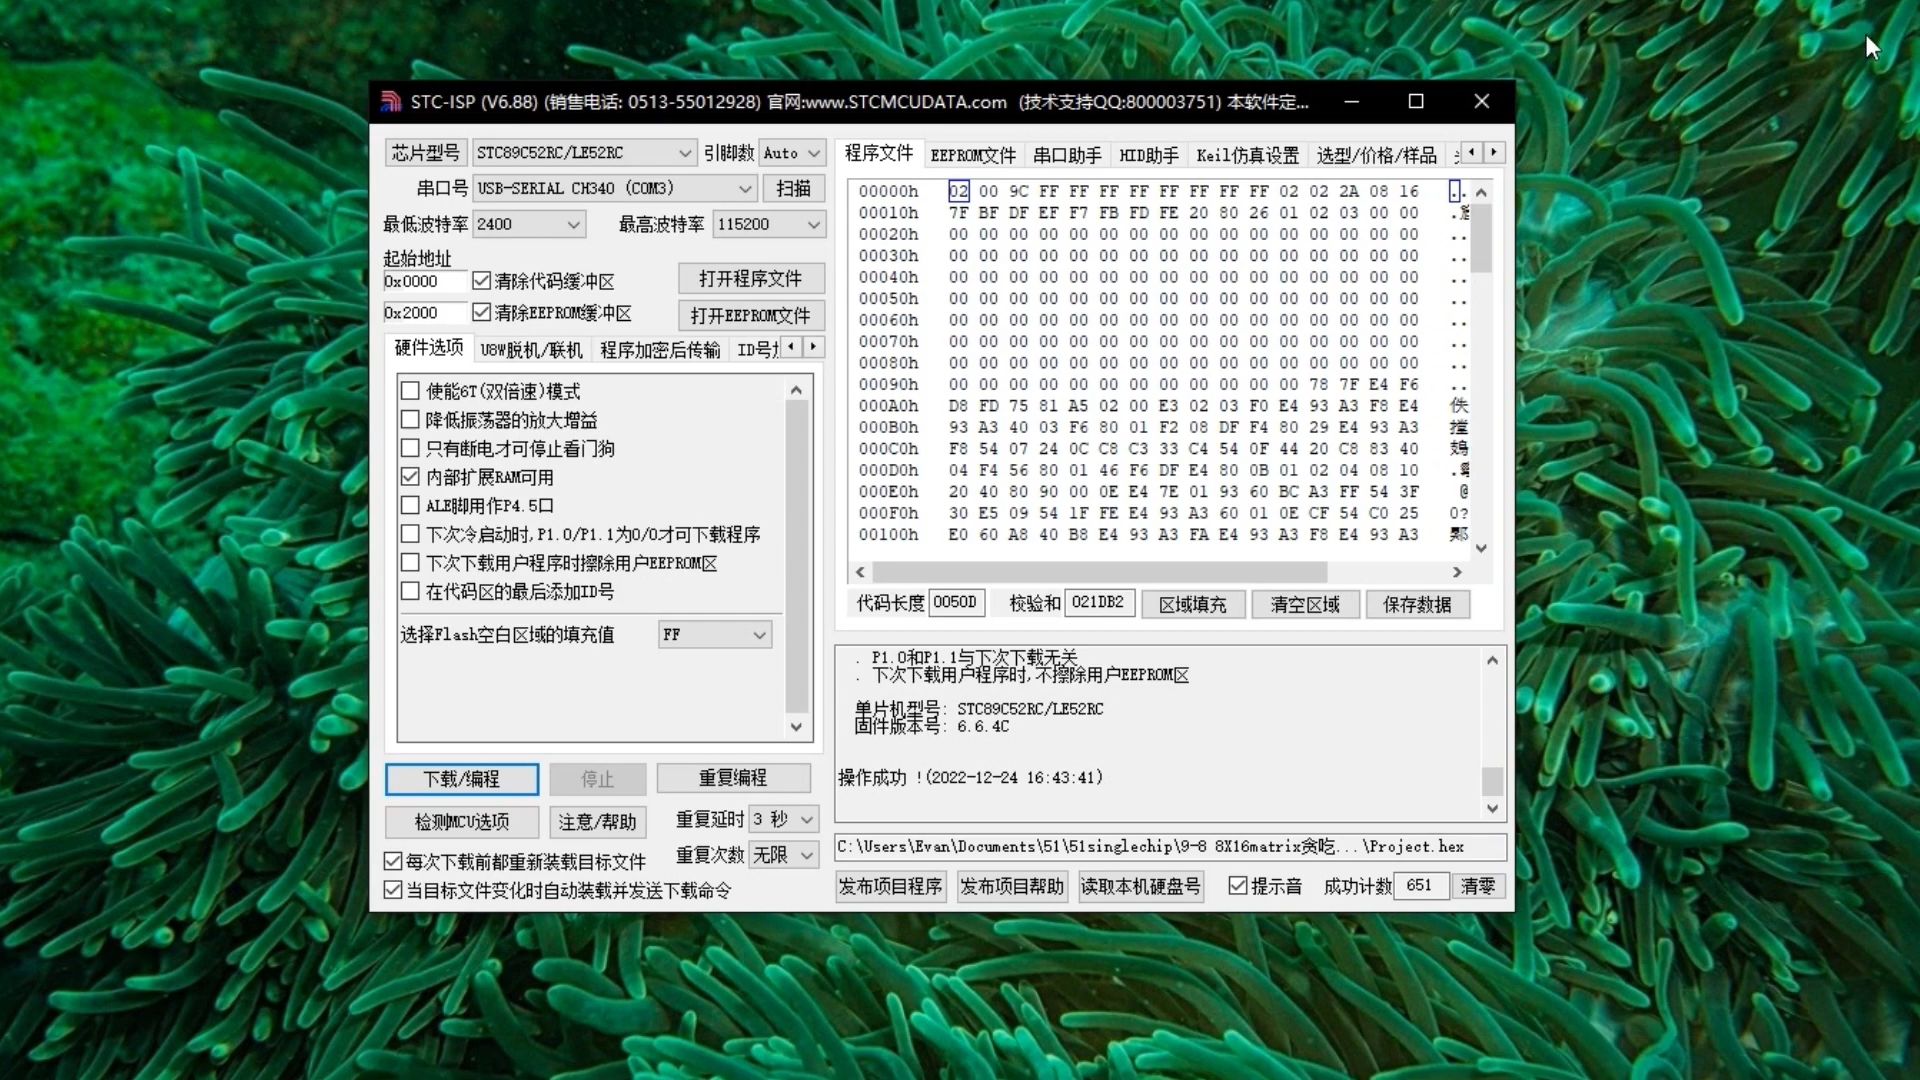 STC-ISP (V6.88) (销售电话: 0513-55012928) 官网:www.STCMCUDATA.com (技术支持QQ:800003751) 本软件定...
芯片型号 STC89C52RC/LE52RC 引脚数 Auto
串口号 USB-SERIAL CH340 (COM3) 扫描
最低波特率 2400 最高波特率 115200
起始地址
0x0000 清除代码缓冲区 打开程序文件
0x2000 清除EEPROM缓冲区 打开EEPROM文件
硬件选项 U8W脱机/联机 程序加密后传输 ID号
使能6T(双倍速)模式
降低振荡器的放大增益
只有断电才可停止看门狗
内部扩展RAM可用
ALE脚用作P4.5口
下次冷启动时,P1.0/P1.1为0/0才可下载程序
下次下载用户程序时擦除用户EEPROM区
在代码区的最后添加ID号
选择Flash空白区域的填充值 FF
下载/编程 停止 重复编程
检测MCU选项 注意/帮助 重复延时 3 秒
每次下载前都重新装载目标文件 重复次数 无限
当目标文件变化时自动装载并发送下载命令
程序文件 EEPROM文件 串口助手 HID助手 Keil仿真设置 选型/价格/样品
00000h 02 00 9C FF FF FF FF FF FF FF FF 02 02 2A 08 16 ..
00010h 7F BF DF EF F7 FB FD FE 20 80 26 01 02 03 00 00
00020h 00 00 00 00 00 00 00 00 00 00 00 00 00 00 00 00 ..
00030h 00 00 00 00 00 00 00 00 00 00 00 00 00 00 00 00 ..
00040h 00 00 00 00 00 00 00 00 00 00 00 00 00 00 00 00 ..
00050h 00 00 00 00 00 00 00 00 00 00 00 00 00 00 00 00 ..
00060h 00 00 00 00 00 00 00 00 00 00 00 00 00 00 00 00 ..
00070h 00 00 00 00 00 00 00 00 00 00 00 00 00 00 00 00 ..
00080h 00 00 00 00 00 00 00 00 00 00 00 00 00 00 00 00 ..
00090h 00 00 00 00 00 00 00 00 00 00 00 00 78 7F E4 F6 ..
000A0h D8 FD 75 81 A5 02 00 E3 02 03 F0 E4 93 A3 F8 E4 佚
000B0h 93 A3 40 03 F6 80 01 F2 08 DF F4 80 29 E4 93 A3
000C0h F8 54 07 24 0C C8 C3 33 C4 54 0F 44 20 C8 83 40
000D0h 04 F4 56 80 01 46 F6 DF E4 80 0B 01 02 04 08 10
000E0h 20 40 80 90 00 0E E4 7E 01 93 60 BC A3 FF 54 3F @
000F0h 30 E5 09 54 1F FE E4 93 A3 60 01 0E CF 54 C0 25 0?
00100h E0 60 A8 40 B8 E4 93 A3 FA E4 93 A3 F8 E4 93 A3
代码长度 0050D 校验和 021DB2 区域填充 清空区域 保存数据
. P1.0和P1.1与下次下载无关
. 下次下载用户程序时,不擦除用户EEPROM区
单片机型号: STC89C52RC/LE52RC
固件版本号: 6.6.4C
操作成功 !(2022-12-24 16:43:41)
C:\Users\Evan\Documents\51\51singlechip\9-8 8X16matrix贪吃...\Project.hex
发布项目程序 发布项目帮助 读取本机硬盘号 提示音 成功计数 651 清零